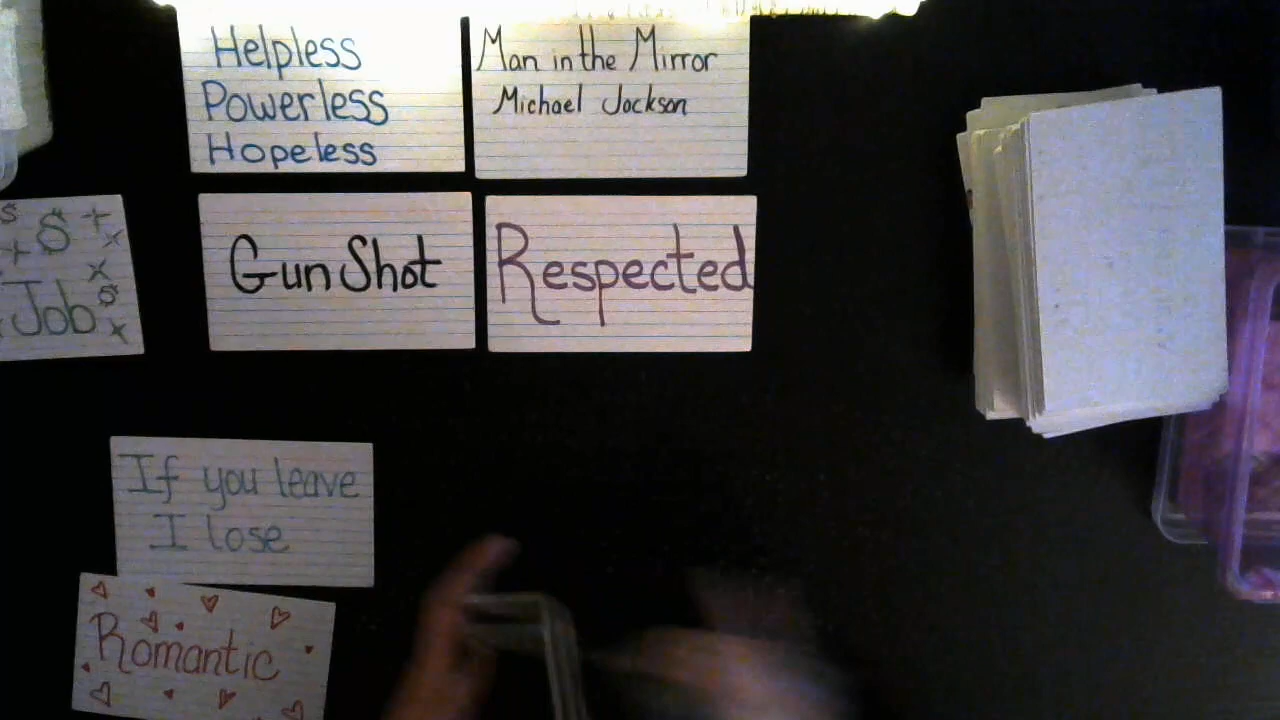 Helpless
Powerless
Hopeless
Man in the Mirror
Michael Jackson
$ $
Job $
Gun Shot
Respected
If you leave
I lose
Romantic